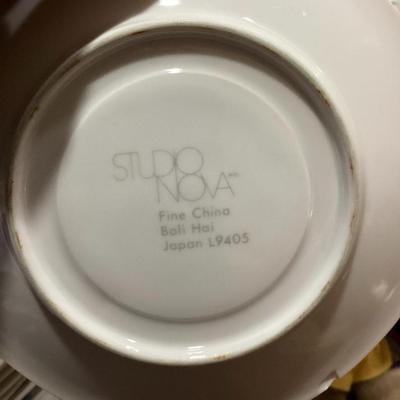 STUDIO
NOVA
Fine China
Bali Hai
Japan L9405